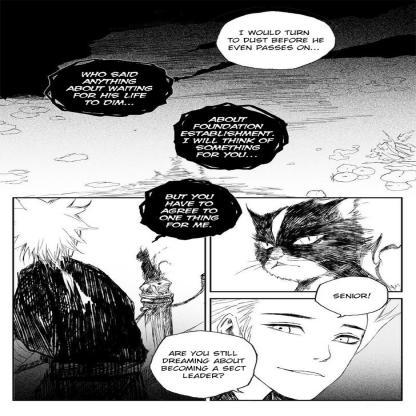 I WOULD TURN
TO DUST BEFORE HE
EVEN PASSES ON...
WHO SAID
ANYTHING
ABOUT WAITING
FOR HIS LIFE
TO DIM...
ABOUT
FOUNDATION
ESTABLISHMENT.
I WILL THINK OF
SOMETHING
FOR YOU...
BUT YOU
HAVE TO
AGREE TO
ONE THING
FOR ME.
SENIOR!
ARE YOU STILL
DREAMING ABOUT
BECOMING A SECT
LEADER?